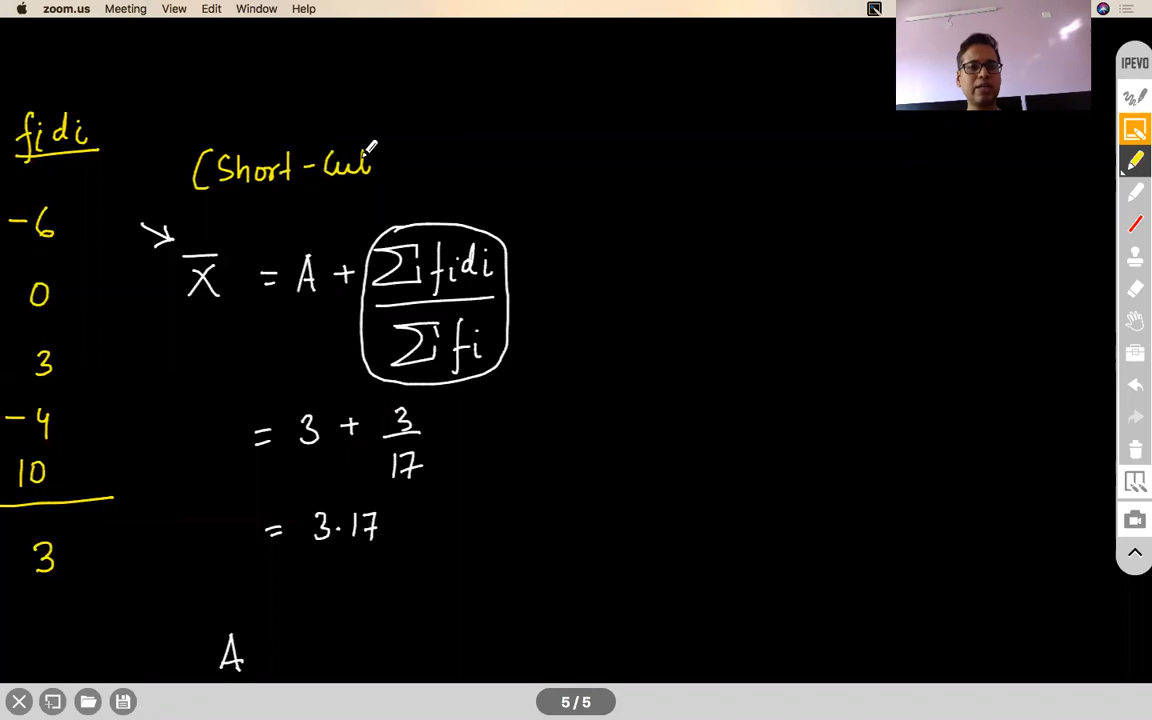 zoom.us Meeting View Edit Window Help
IPEVO
fidi
-6
0
3
-4
10
3
(Short-Cut
x̄ = A + Σfidi / Σfi
= 3 + 3/17
= 3.17
A
5/5